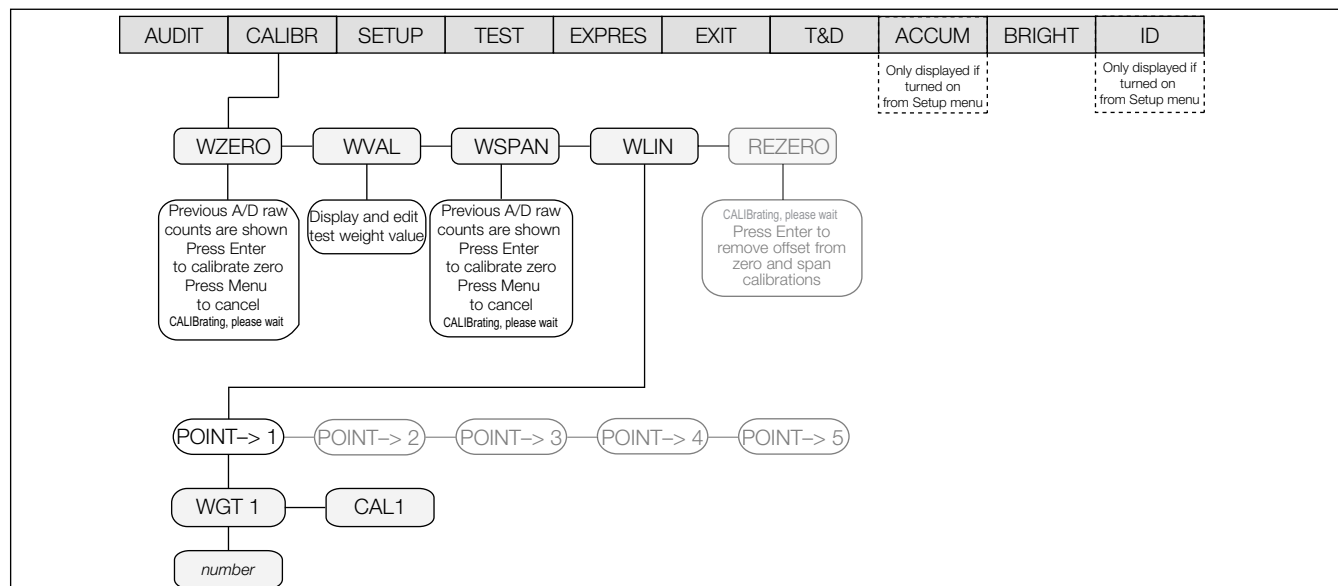 AUDIT CALIBR SETUP TEST EXPRES EXIT T&D ACCUM BRIGHT ID
Only displayed if
turned on
from Setup menu
Only displayed if
turned on
from Setup menu
WZERO WVAL WSPAN WLIN REZERO
Previous A/D raw
counts are shown
Press Enter
to calibrate zero
Press Menu
to cancel
CALIBrating, please wait
Display and edit
test weight value
Previous A/D raw
counts are shown
Press Enter
to calibrate zero
Press Menu
to cancel
CALIBrating, please wait
CALIBrating, please wait
Press Enter to
remove offset from
zero and span
calibrations
POINT–> 1 POINT–> 2 POINT–> 3 POINT–> 4 POINT–> 5
WGT 1 CAL1
number